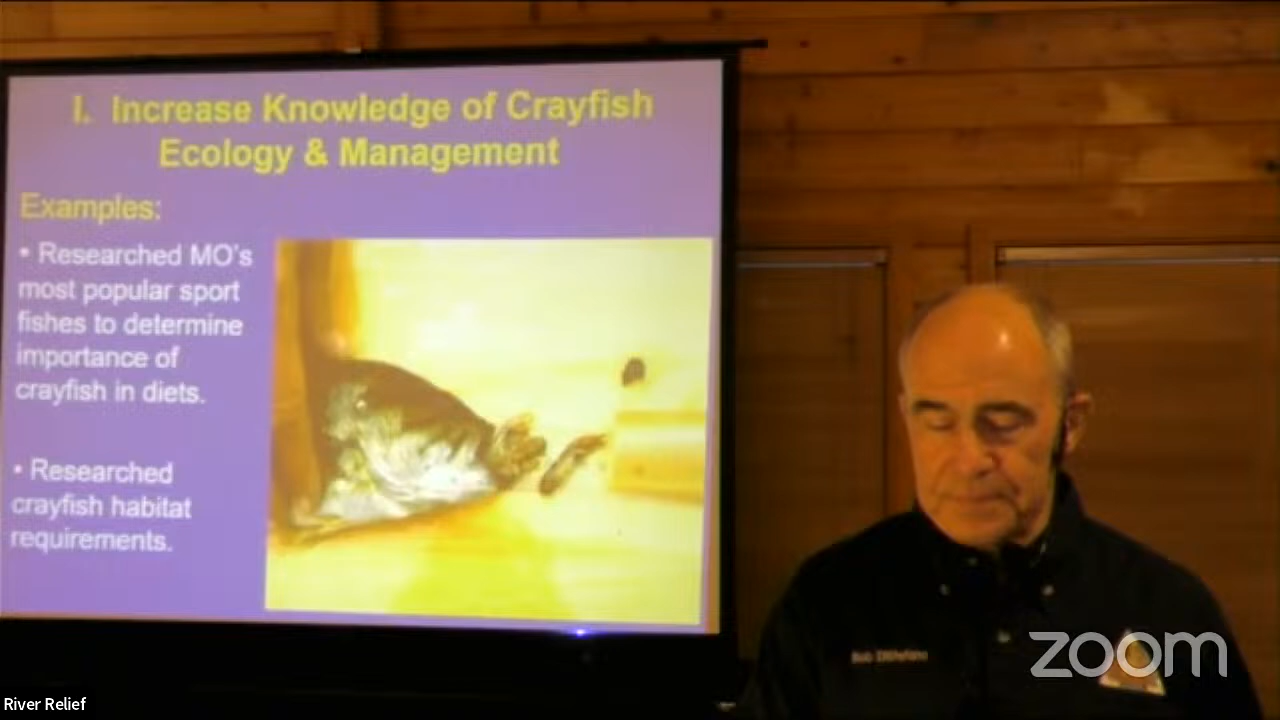 I. Increase Knowledge of Crayfish
Ecology & Management
Examples:
• Researched MO's
most popular sport
fishes to determine
importance of
crayfish in diets.
• Researched
crayfish habitat
requirements.
Bob
zoom
River Relief